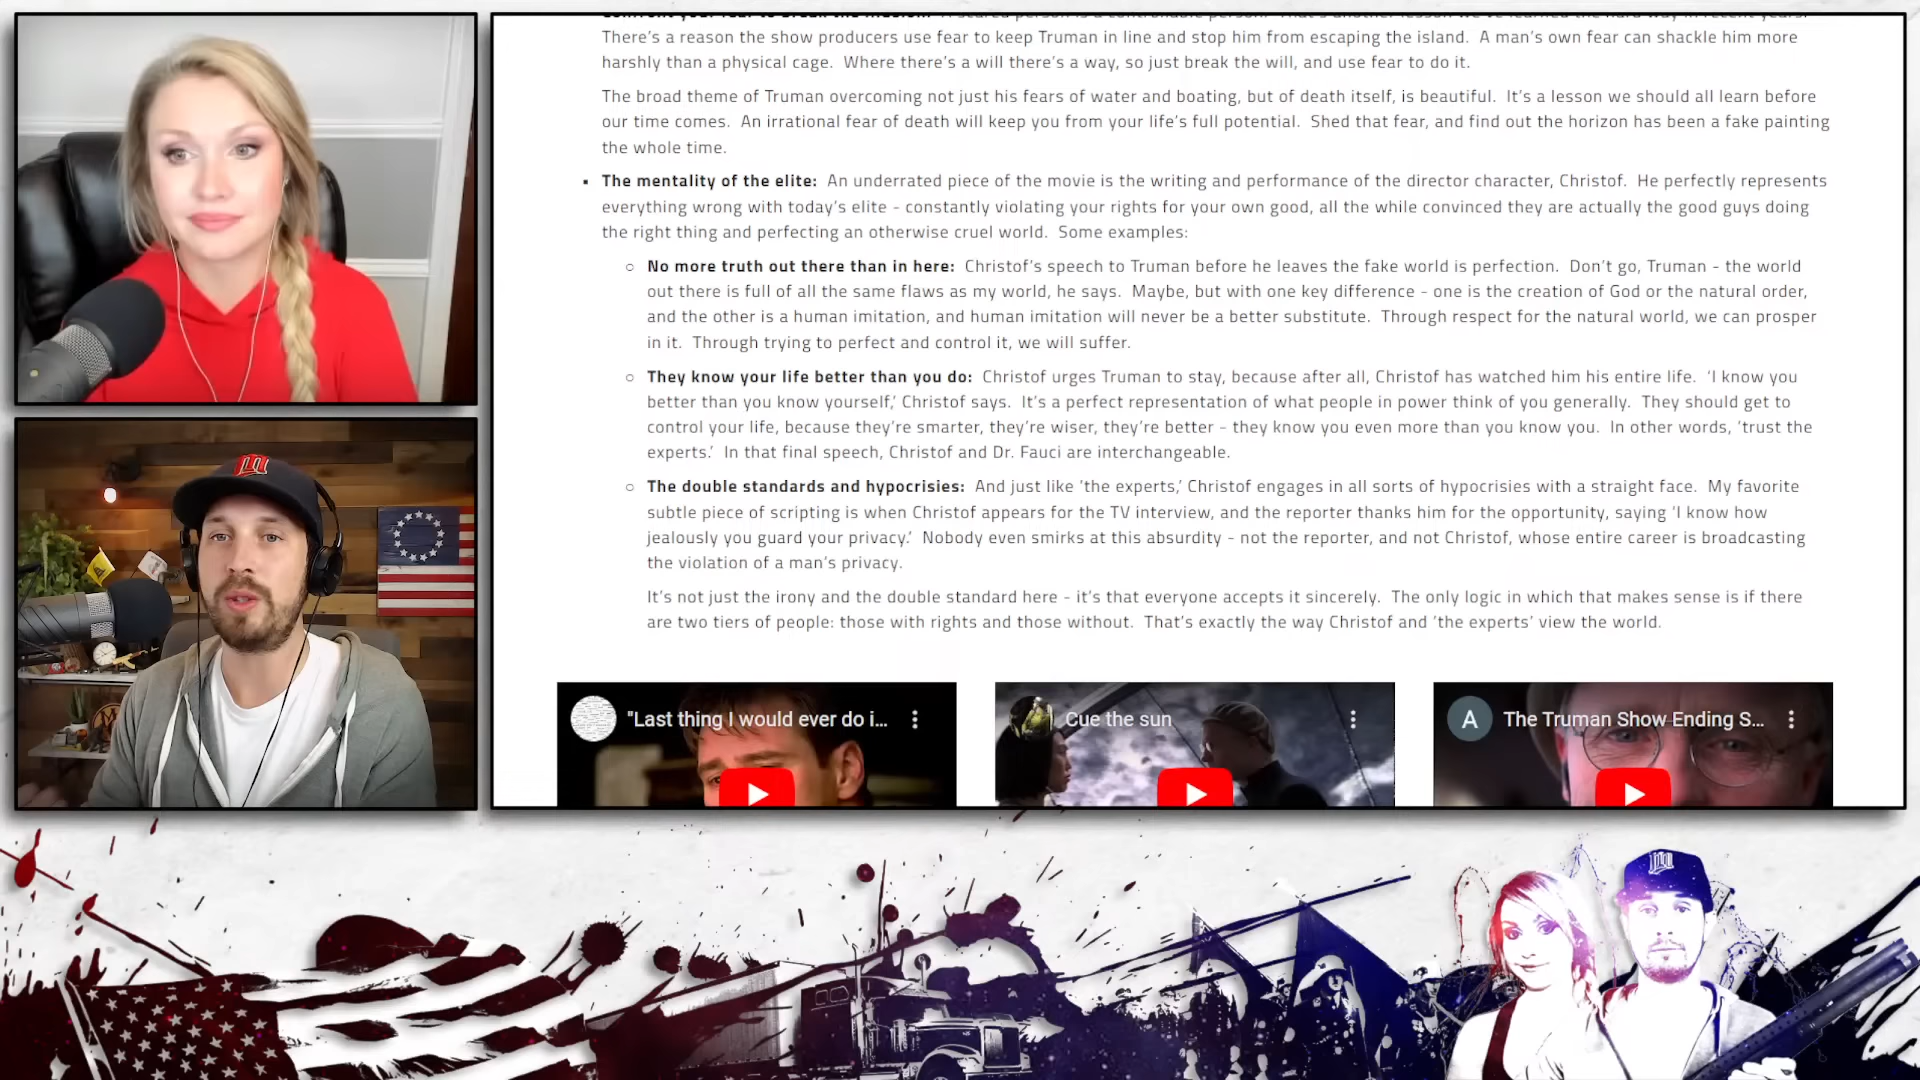 There's a reason the show producers use fear to keep Truman in line and stop him from escaping the island.  A man's own fear can shackle him more
harshly than a physical cage.  Where there's a will there's a way, so just break the will, and use fear to do it.
The broad theme of Truman overcoming not just his fears of water and boating, but of death itself, is beautiful.  It's a lesson we should all learn before
our time comes.  An irrational fear of death will keep you from your life's full potential.  Shed that fear, and find out the horizon has been a fake painting
the whole time.
▪ The mentality of the elite:  An underrated piece of the movie is the writing and performance of the director character, Christof.  He perfectly represents
everything wrong with today's elite - constantly violating your rights for your own good, all the while convinced they are actually the good guys doing
the right thing and perfecting an otherwise cruel world.  Some examples:
○ No more truth out there than in here:  Christof's speech to Truman before he leaves the fake world is perfection.  Don't go, Truman - the world
out there is full of all the same flaws as my world, he says.  Maybe, but with one key difference - one is the creation of God or the natural order,
and the other is a human imitation, and human imitation will never be a better substitute.  Through respect for the natural world, we can prosper
in it.  Through trying to perfect and control it, we will suffer.
○ They know your life better than you do:  Christof urges Truman to stay, because after all, Christof has watched him his entire life.  'I know you
better than you know yourself,' Christof says.  It's a perfect representation of what people in power think of you generally.  They should get to
control your life, because they're smarter, they're wiser, they're better - they know you even more than you know you.  In other words, 'trust the
experts.'  In that final speech, Christof and Dr. Fauci are interchangeable.
○ The double standards and hypocrisies:  And just like 'the experts,' Christof engages in all sorts of hypocrisies with a straight face.  My favorite
subtle piece of scripting is when Christof appears for the TV interview, and the reporter thanks him for the opportunity, saying 'I know how
jealously you guard your privacy.'  Nobody even smirks at this absurdity - not the reporter, and not Christof, whose entire career is broadcasting
the violation of a man's privacy.
It's not just the irony and the double standard here - it's that everyone accepts it sincerely.  The only logic in which that makes sense is if there
are two tiers of people: those with rights and those without.  That's exactly the way Christof and 'the experts' view the world.
"Last thing I would ever do i...
Cue the sun
A The Truman Show Ending S...